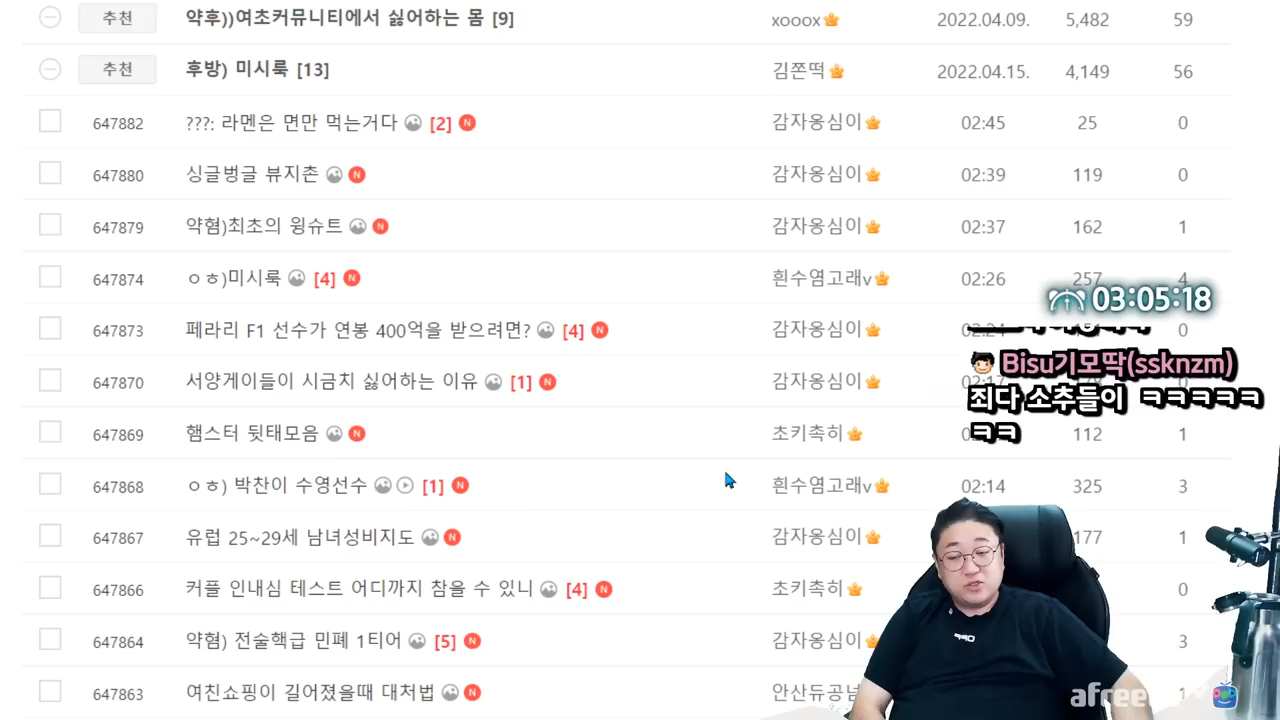 추천 약후))여초커뮤니티에서 싫어하는 몸 [9] xooox 2022.04.09. 5,482 59
추천 후방) 미시룩 [13] 김쫀떡 2022.04.15. 4,149 56
647882 ???: 라멘은 면만 먹는거다 [2] N 감자옹심이 02:45 25 0
647880 싱글벙글 뷰지촌 N 감자옹심이 02:39 119 0
647879 약혐)최초의 윙슈트 N 감자옹심이 02:37 162 1
647874 ㅇㅎ)미시룩 [4] N 흰수염고래v 02:26 257 4
03:05:18
647873 페라리 F1 선수가 연봉 400억을 받으려면? [4] N 감자옹심이 02:24 0
Bisu기모딱(ssknzm)
647870 서양게이들이 시금치 싫어하는 이유 [1] N 감자옹심이 02:17 0
죄다 소추들이 ㅋㅋㅋㅋㅋ
ㅋㅋ
647869 햄스터 뒷태모음 N 초키촉히 112 1
647868 ㅇㅎ) 박찬이 수영선수 [1] N 흰수염고래v 02:14 325 3
647867 유럽 25~29세 남녀성비지도 N 감자옹심이 177 1
647866 커플 인내심 테스트 어디까지 참을 수 있니 [4] N 초키촉히 0
647864 약혐) 전술핵급 민폐 1티어 [5] N 감자옹심이 3
647863 여친쇼핑이 길어졌을때 대처법 N 안산듀공 1